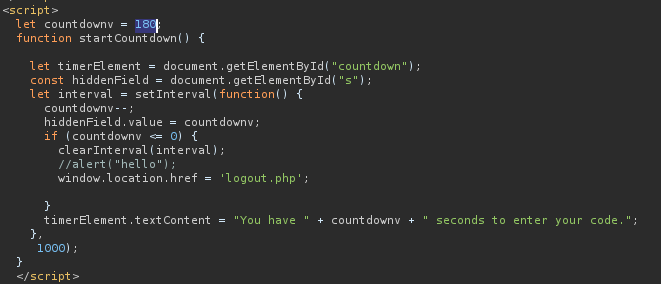 <script>
let countdownv = 180;
function startCountdown() {
let timerElement = document.getElementById("countdown");
const hiddenField = document.getElementById("s");
let interval = setInterval(function() {
countdownv--;
hiddenField.value = countdownv;
if (countdownv <= 0) {
clearInterval(interval);
//alert("hello");
window.location.href = 'logout.php';
}
timerElement.textContent = "You have " + countdownv + " seconds to enter your code.";
},
1000);
}
</script>